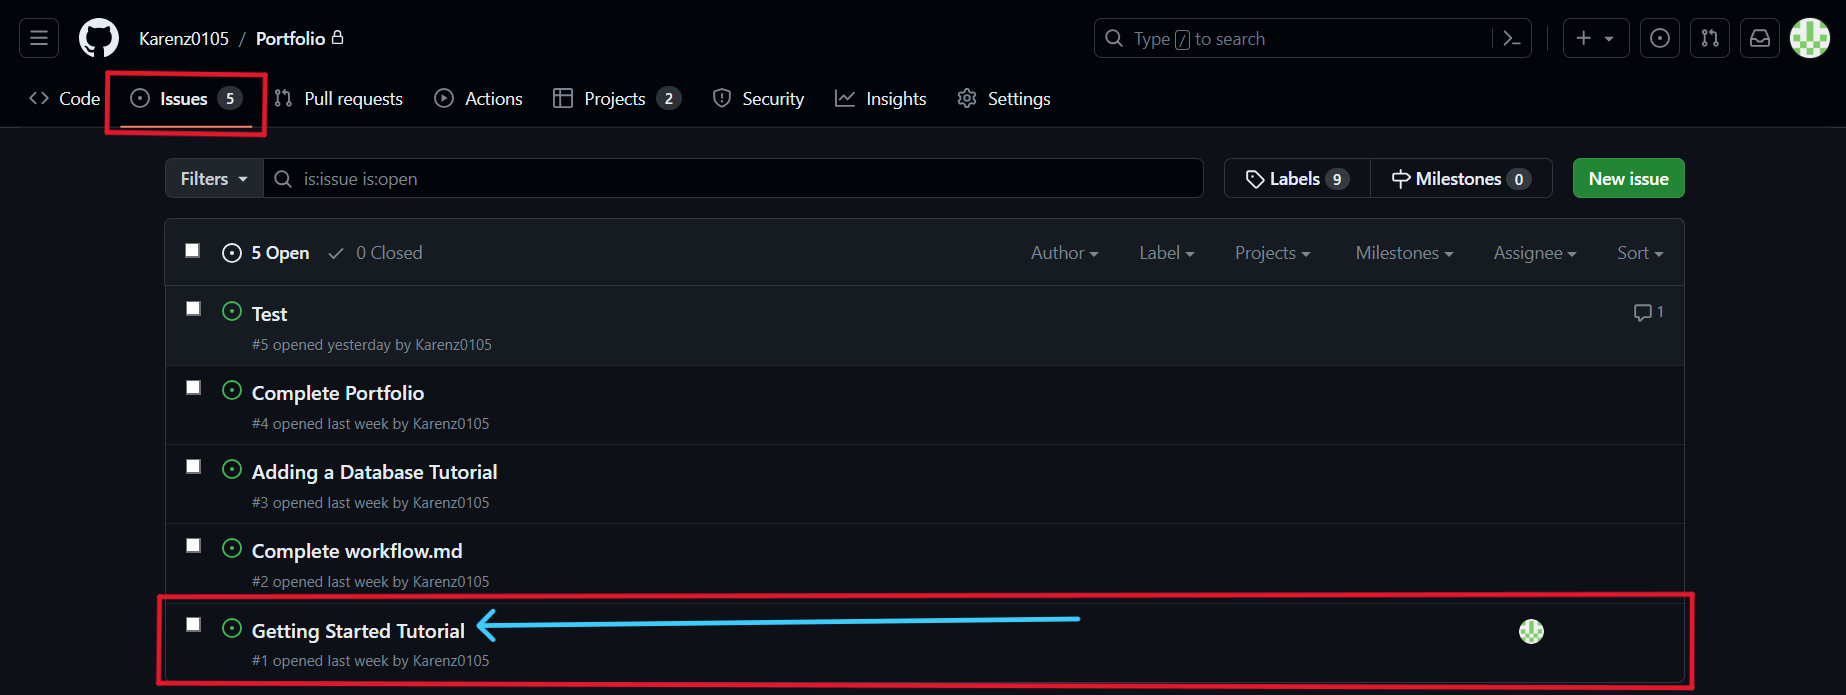 Karenz0105 / Portfolio
Type / to search
Code
Issues 5
Pull requests
Actions
Projects 2
Security
Insights
Settings
Filters
is:issue is:open
Labels 9
Milestones 0
New issue
5 Open
0 Closed
Author
Label
Projects
Milestones
Assignee
Sort
Test
1
#5 opened yesterday by Karenz0105
Complete Portfolio
#4 opened last week by Karenz0105
Adding a Database Tutorial
#3 opened last week by Karenz0105
Complete workflow.md
#2 opened last week by Karenz0105
Getting Started Tutorial
#1 opened last week by Karenz0105